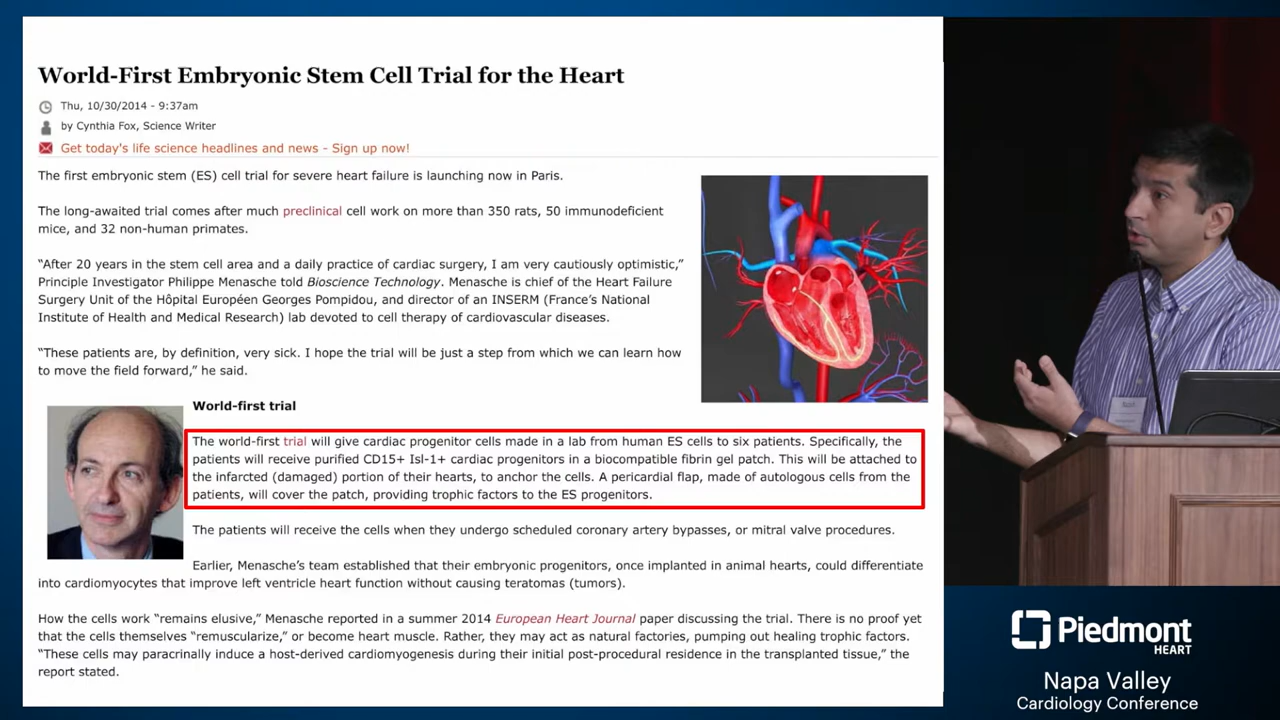 World-First Embryonic Stem Cell Trial for the Heart
Thu, 10/30/2014 - 9:37am
by Cynthia Fox, Science Writer
Get today's life science headlines and news - Sign up now!
The first embryonic stem (ES) cell trial for severe heart failure is launching now in Paris.
The long-awaited trial comes after much preclinical cell work on more than 350 rats, 50 immunodeficient
mice, and 32 non-human primates.
“After 20 years in the stem cell area and a daily practice of cardiac surgery, I am very cautiously optimistic,”
Principle Investigator Philippe Menasche told Bioscience Technology. Menasche is chief of the Heart Failure
Surgery Unit of the Hôpital Européen Georges Pompidou, and director of an INSERM (France’s National
Institute of Health and Medical Research) lab devoted to cell therapy of cardiovascular diseases.
“These patients are, by definition, very sick. I hope the trial will be just a step from which we can learn how
to move the field forward,” he said.
World-first trial
The world-first trial will give cardiac progenitor cells made in a lab from human ES cells to six patients. Specifically, the
patients will receive purified CD15+ Isl-1+ cardiac progenitors in a biocompatible fibrin gel patch. This will be attached to
the infarcted (damaged) portion of their hearts, to anchor the cells. A pericardial flap, made of autologous cells from the
patients, will cover the patch, providing trophic factors to the ES progenitors.
The patients will receive the cells when they undergo scheduled coronary artery bypasses, or mitral valve procedures.
Earlier, Menasche’s team established that their embryonic progenitors, once implanted in animal hearts, could differentiate
into cardiomyocytes that improve left ventricle heart function without causing teratomas (tumors).
How the cells work “remains elusive,” Menasche reported in a summer 2014 European Heart Journal paper discussing the trial. There is no proof yet
that the cells themselves “remuscularize,” or become heart muscle. Rather, they may act as natural factories, pumping out healing trophic factors.
“These cells may paracrinally induce a host-derived cardiomyogenesis during their initial post-procedural residence in the transplanted tissue,” the
report stated.
Piedmont
HEART
Napa Valley
Cardiology Conference